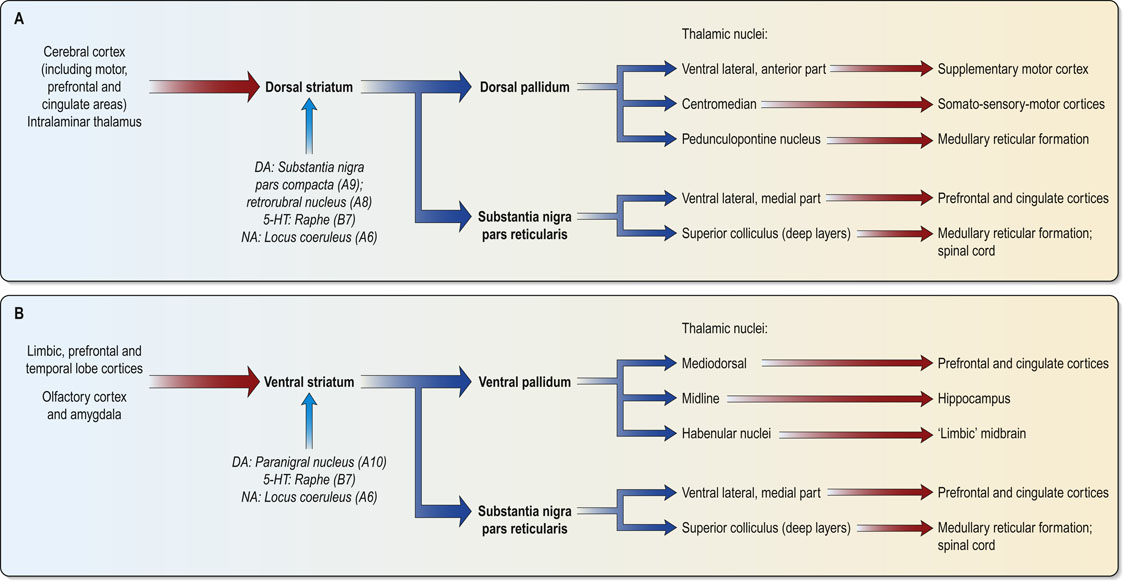 A
Cerebral cortex
(including motor,
prefrontal and
cingulate areas)
Intralaminar thalamus
Dorsal striatum
DA: Substantia nigra
pars compacta (A9);
retrorubral nucleus (A8)
5-HT: Raphe (B7)
NA: Locus coeruleus (A6)
Dorsal pallidum
Substantia nigra
pars reticularis
Thalamic nuclei:
Ventral lateral, anterior part
Supplementary motor cortex
Centromedian
Somato-sensory-motor cortices
Pedunculopontine nucleus
Medullary reticular formation
Ventral lateral, medial part
Prefrontal and cingulate cortices
Superior colliculus (deep layers)
Medullary reticular formation;
spinal cord
B
Limbic, prefrontal and
temporal lobe cortices
Olfactory cortex
and amygdala
Ventral striatum
DA: Paranigral nucleus (A10)
5-HT: Raphe (B7)
NA: Locus coeruleus (A6)
Ventral pallidum
Substantia nigra
pars reticularis
Thalamic nuclei:
Mediodorsal
Prefrontal and cingulate cortices
Midline
Hippocampus
Habenular nuclei
‘Limbic’ midbrain
Ventral lateral, medial part
Prefrontal and cingulate cortices
Superior colliculus (deep layers)
Medullary reticular formation;
spinal cord